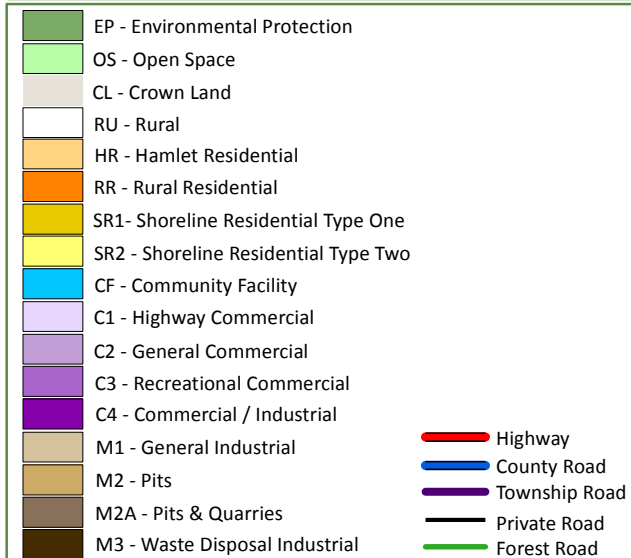 EP - Environmental Protection
OS - Open Space
CL - Crown Land
RU - Rural
HR - Hamlet Residential
RR - Rural Residential
SR1- Shoreline Residential Type One
SR2 - Shoreline Residential Type Two
CF - Community Facility
C1 - Highway Commercial
C2 - General Commercial
C3 - Recreational Commercial
C4 - Commercial / Industrial
M1 - General Industrial
M2 - Pits
M2A - Pits & Quarries
M3 - Waste Disposal Industrial
Highway
County Road
Township Road
Private Road
Forest Road